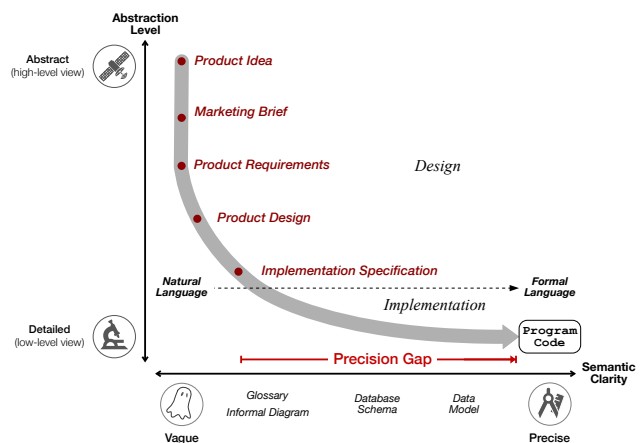 Abstraction
Level
Abstract
(high-level view)
Product Idea
Marketing Brief
Product Requirements
Design
Product Design
Implementation Specification
Natural
Language
Formal
Language
Implementation
Detailed
(low-level view)
Program
Code
Precision Gap
Semantic
Clarity
Glossary
Informal Diagram
Database
Schema
Data
Model
Vague
Precise